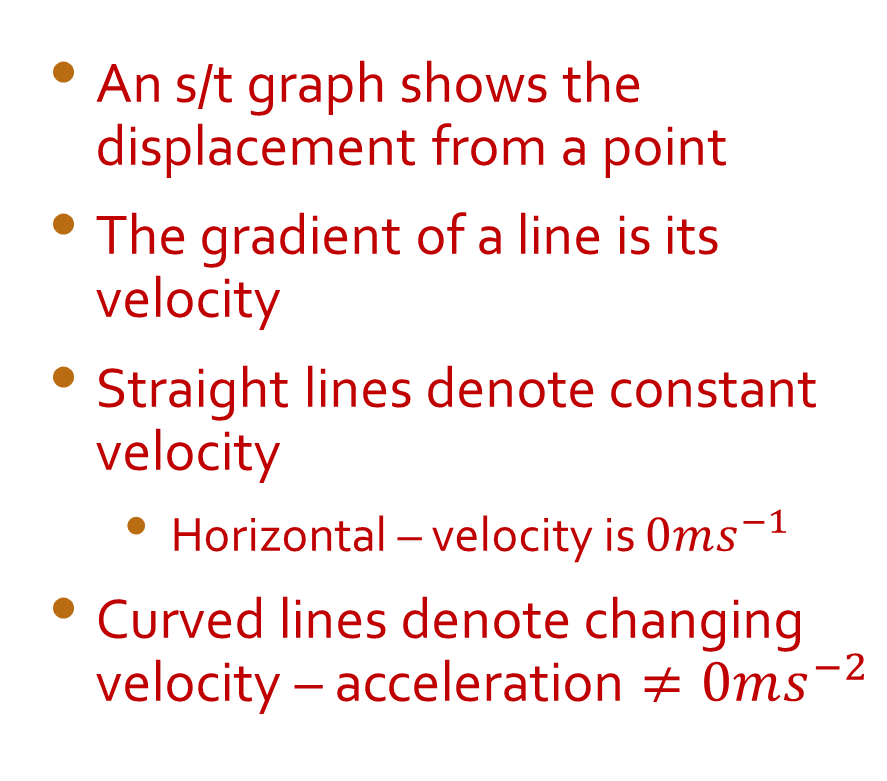 • An s/t graph shows the
displacement from a point
• The gradient of a line is its
velocity
• Straight lines denote constant
velocity
• Horizontal – velocity is 0ms⁻¹
• Curved lines denote changing
velocity – acceleration ≠ 0ms⁻²